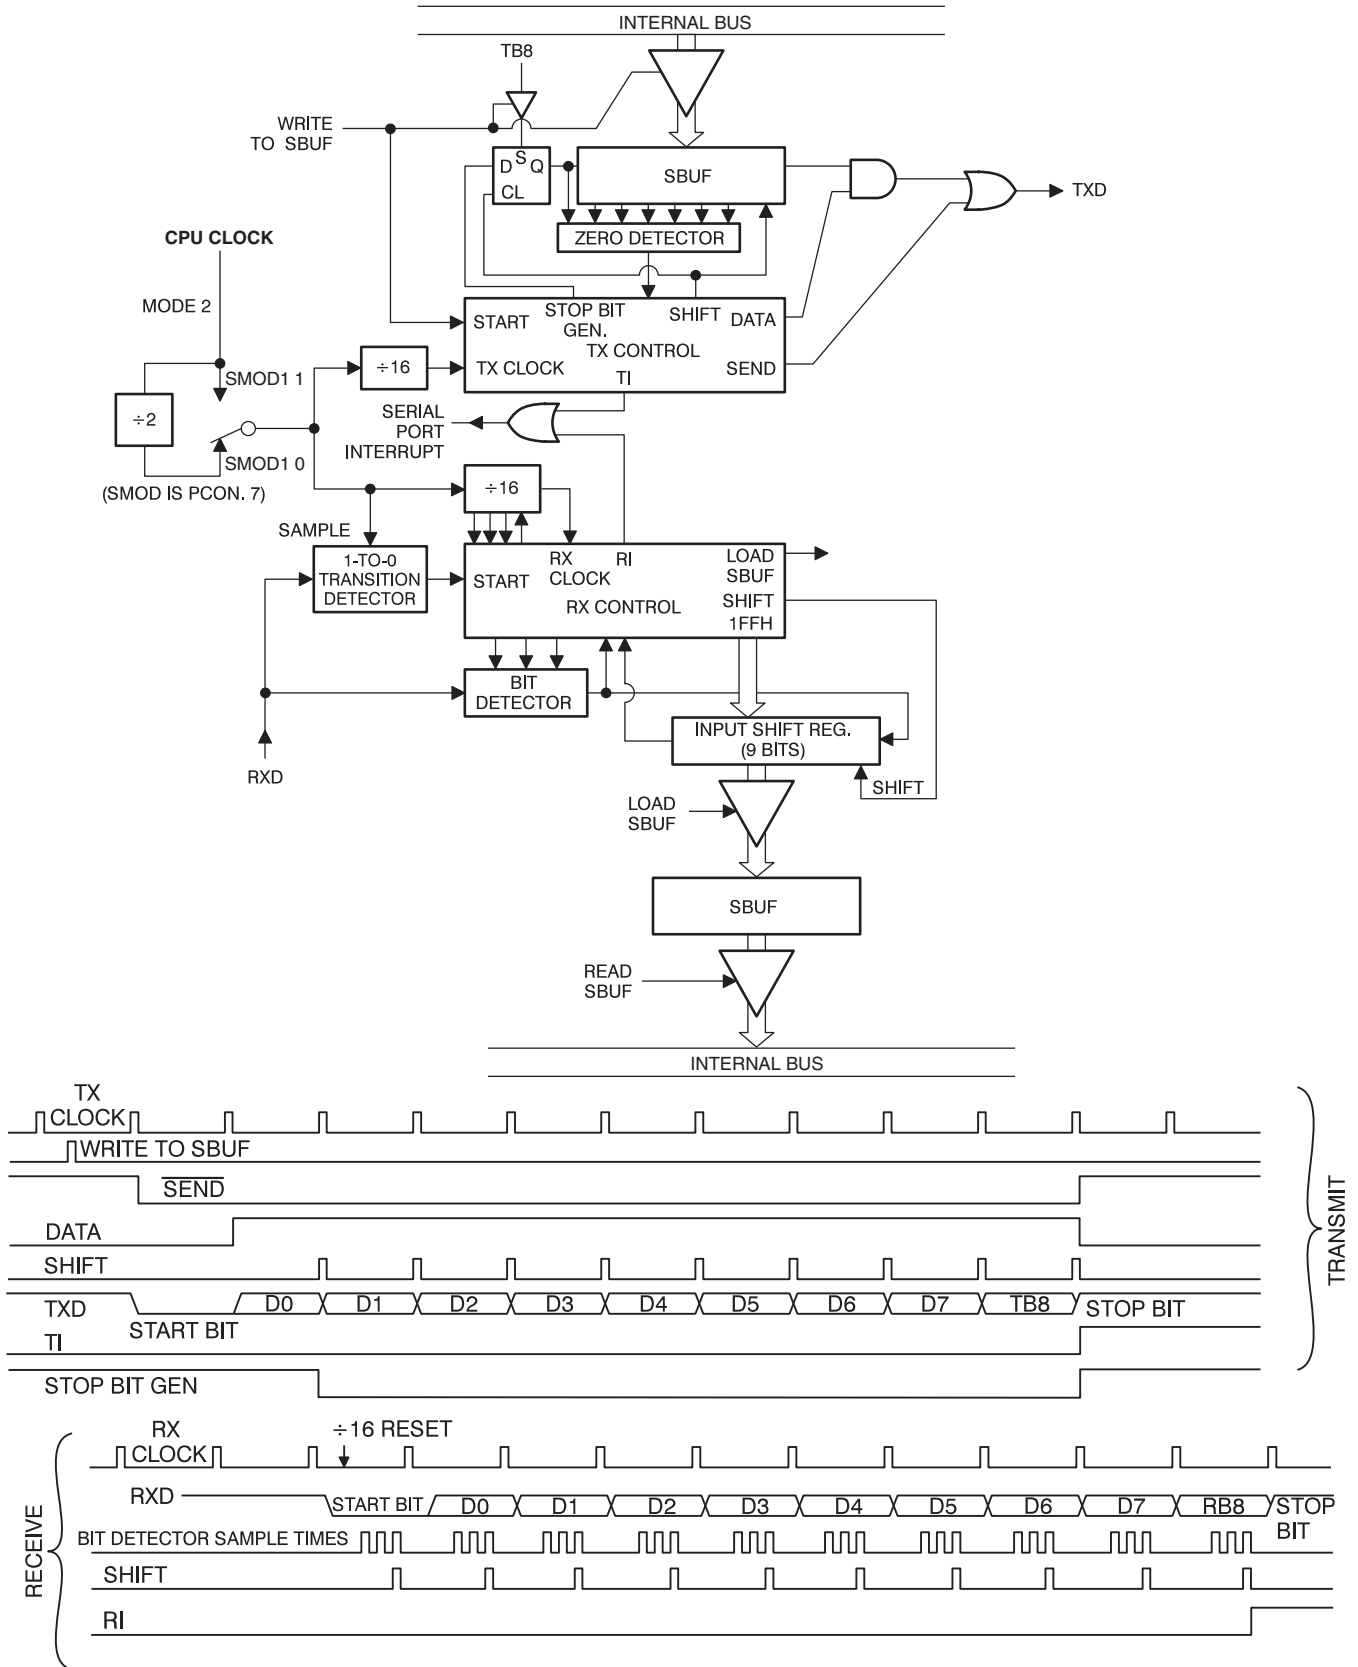 INTERNAL BUS
TB8
WRITE
TO SBUF
D S Q
CL
SBUF
TXD
ZERO DETECTOR
CPU CLOCK
MODE 2
STOP BIT
GEN.
SHIFT
DATA
START
TX CONTROL
÷16
TX CLOCK
TI
SEND
SMOD1 1
÷2
SERIAL
PORT
INTERRUPT
SMOD1 0
(SMOD IS PCON. 7)
÷16
SAMPLE
1-TO-0
TRANSITION
DETECTOR
START
RX
CLOCK
RI
LOAD
SBUF
RX CONTROL
SHIFT
1FFH
BIT
DETECTOR
INPUT SHIFT REG.
(9 BITS)
RXD
SHIFT
LOAD
SBUF
SBUF
READ
SBUF
INTERNAL BUS
TX
CLOCK
WRITE TO SBUF
SEND
DATA
SHIFT
TXD
START BIT
D0 D1 D2 D3 D4 D5 D6 D7 TB8
STOP BIT
TI
STOP BIT GEN
TRANSMIT
RX
CLOCK
÷16 RESET
RXD
START BIT
D0 D1 D2 D3 D4 D5 D6 D7 RB8
STOP
BIT
BIT DETECTOR SAMPLE TIMES
SHIFT
RI
RECEIVE